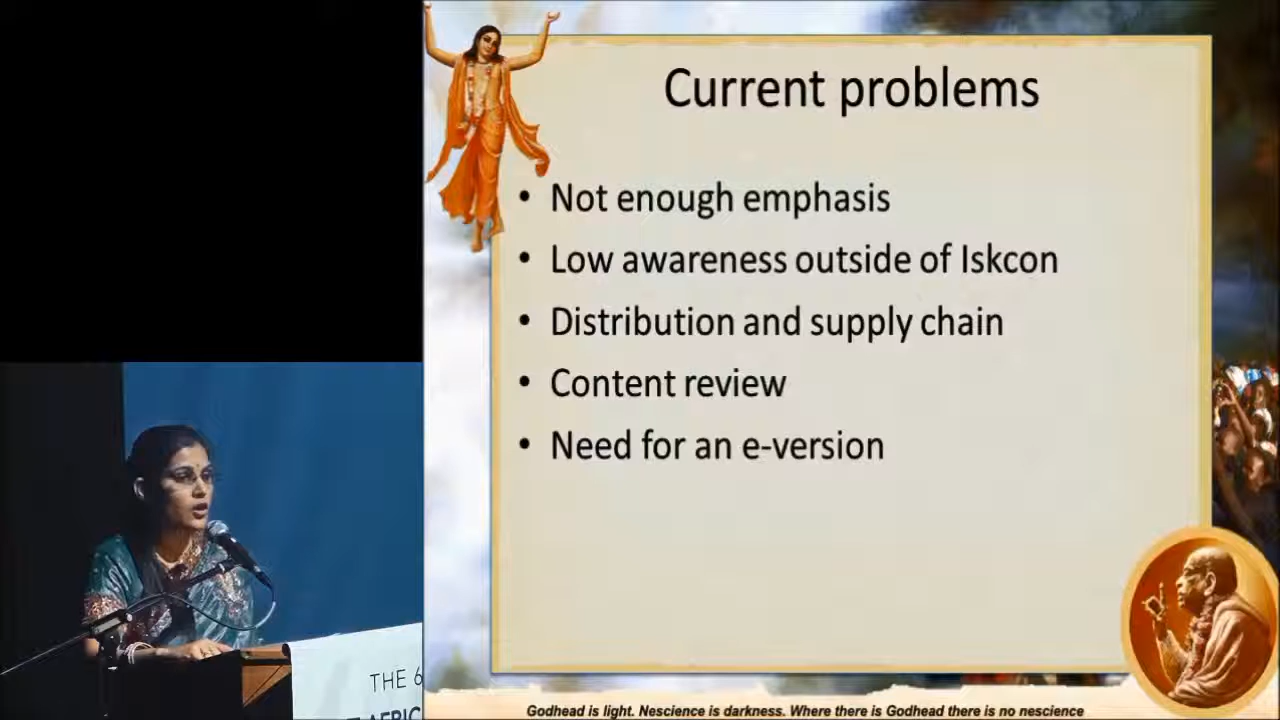 Current problems
• Not enough emphasis
• Low awareness outside of Iskcon
• Distribution and supply chain
• Content review
• Need for an e-version
THE 6
Godhead is light. Nescience is darkness. Where there is Godhead there is no nescience